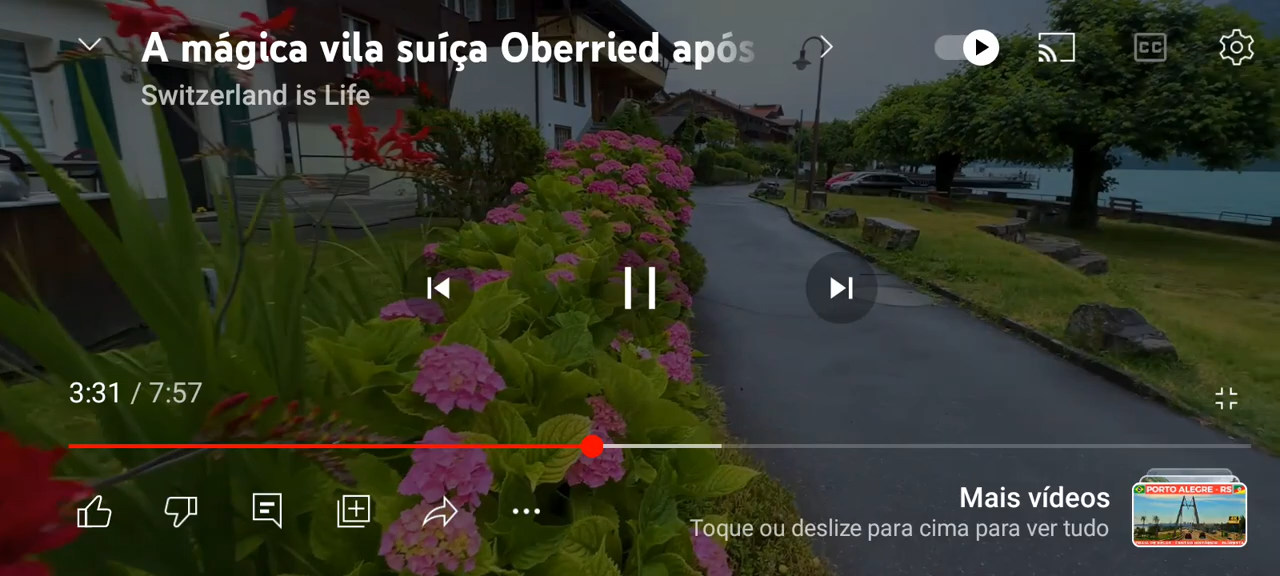 A mágica vila suíça Oberried após
Switzerland is Life
CC
3:31 / 7:57
Mais vídeos
Toque ou deslize para cima para ver tudo
PORTO ALEGRE - RS